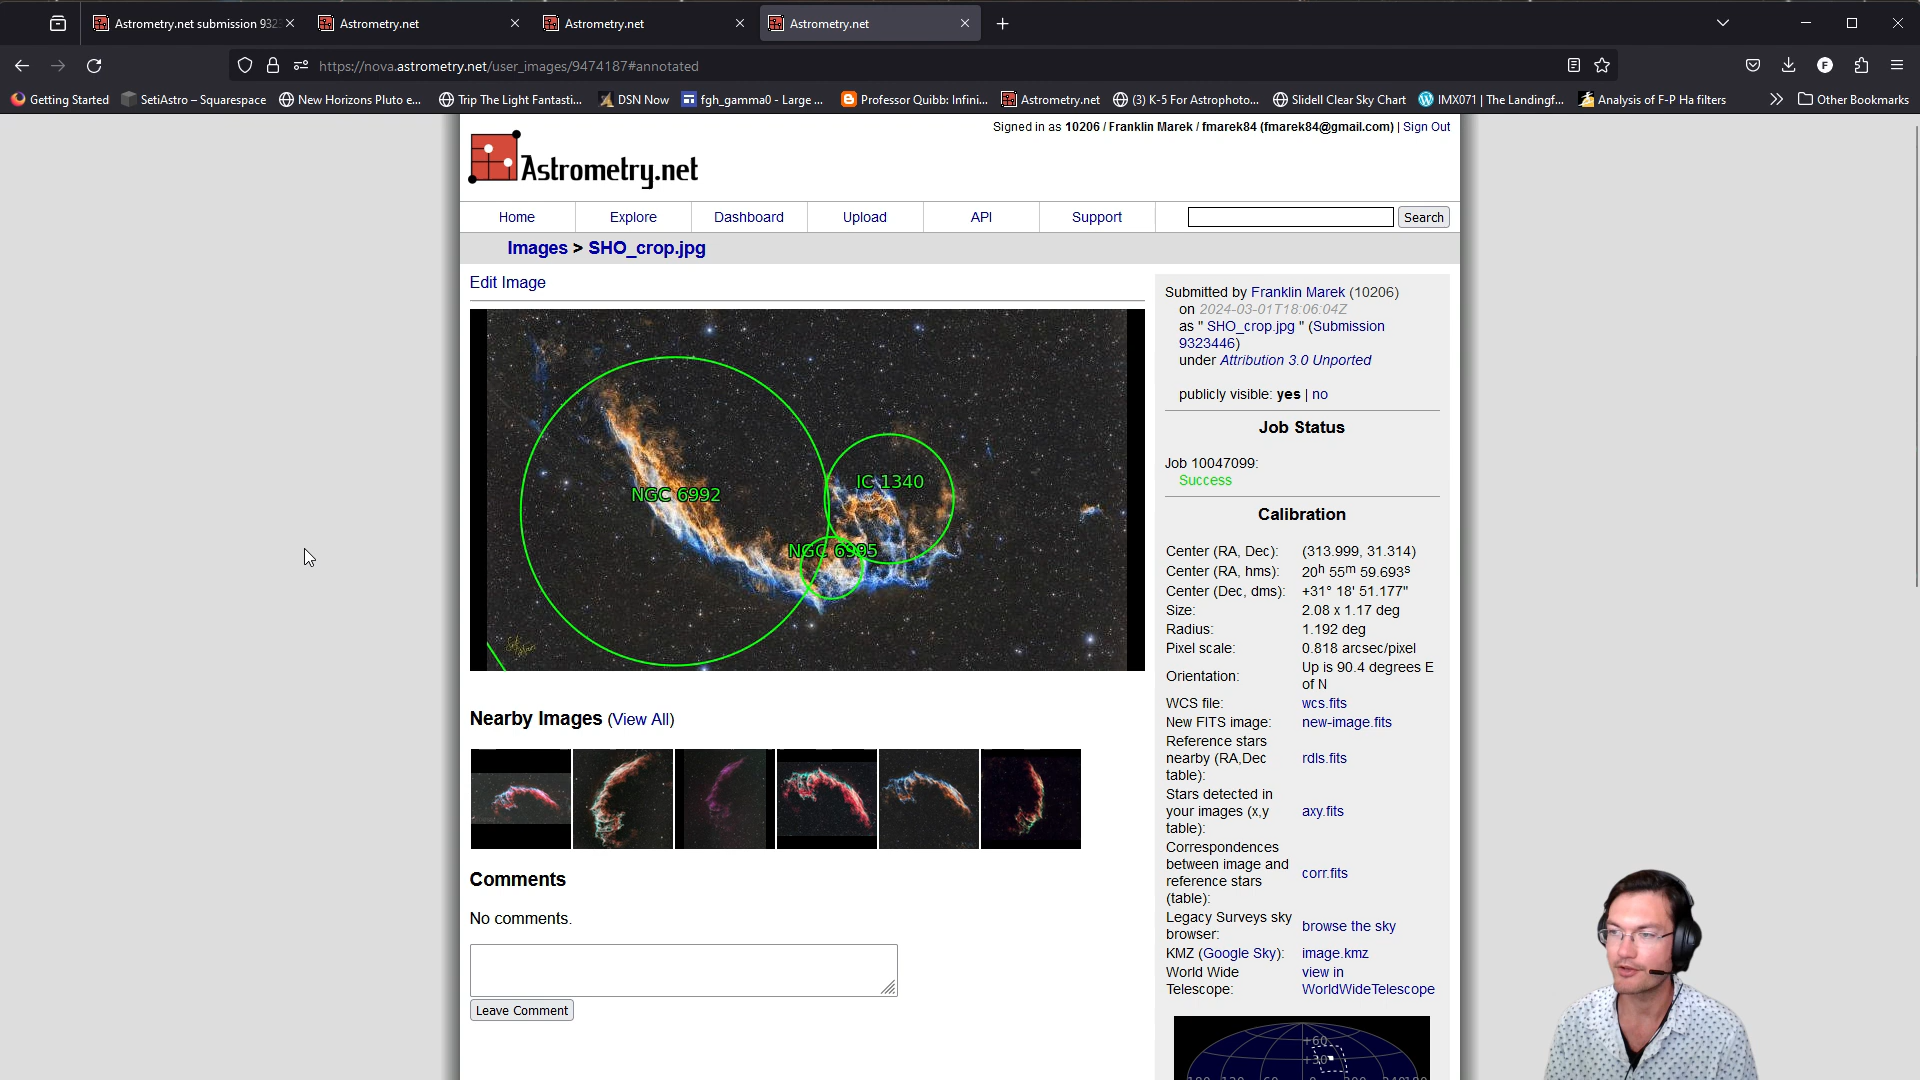 Astrometry.net submission 932
Astrometry.net
Astrometry.net
Astrometry.net
https://nova.astrometry.net/user_images/9474187#annotated
Getting Started
SetiAstro – Squarespace
New Horizons Pluto e...
Trip The Light Fantasti...
DSN Now
fgh_gamma0 - Large ...
Professor Quibb: Infini...
Astrometry.net
(3) K-5 For Astrophoto...
Slidell Clear Sky Chart
IMX071 | The Landingf...
Analysis of F-P Ha filters
Other Bookmarks
Signed in as 10206 / Franklin Marek / fmarek84 (fmarek84@gmail.com) | Sign Out
Astrometry.net
Home
Explore
Dashboard
Upload
API
Support
Search
Images > SHO_crop.jpg
Edit Image
NGC 6992
IC 1340
NGC 6995
Nearby Images (View All)
Comments
No comments.
Leave Comment
Submitted by Franklin Marek (10206)
on 2024-03-01T18:06:04Z
as " SHO_crop.jpg " (Submission
9323446)
under Attribution 3.0 Unported
publicly visible: yes | no
Job Status
Job 10047099:
Success
Calibration
Center (RA, Dec): (313.999, 31.314)
Center (RA, hms): 20h 55m 59.693s
Center (Dec, dms): +31° 18' 51.177"
Size: 2.08 x 1.17 deg
Radius: 1.192 deg
Pixel scale: 0.818 arcsec/pixel
Orientation: Up is 90.4 degrees E
of N
WCS file: wcs.fits
New FITS image: new-image.fits
Reference stars
nearby (RA,Dec rdls.fits
table):
Stars detected in
your images (x,y axy.fits
table):
Correspondences
between image and
reference stars corr.fits
(table):
Legacy Surveys sky
browser: browse the sky
KMZ (Google Sky): image.kmz
World Wide view in
Telescope: WorldWideTelescope
+60
+30